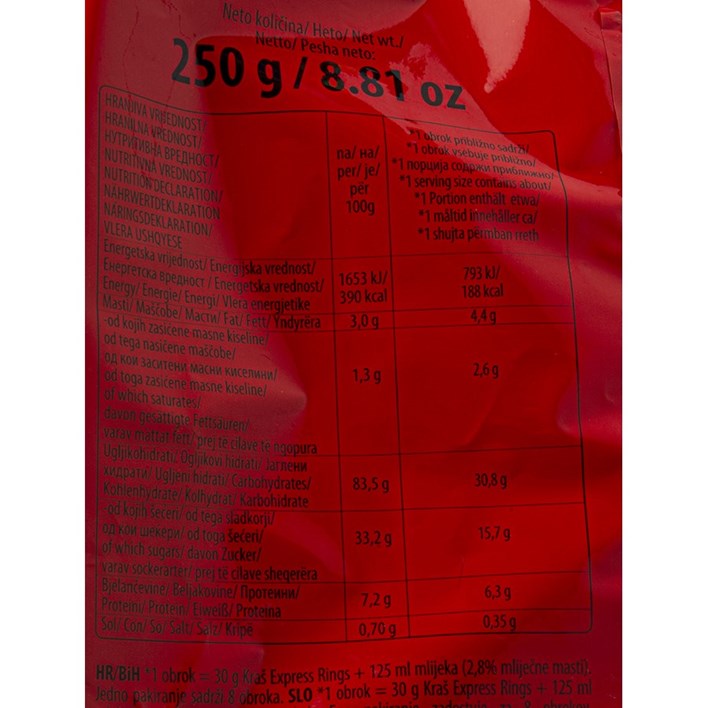 Neto količina/ Нето/ Net wt./
Netto/ Pesha neto:
250 g / 8.81 oz
HRANJIVA VRIJEDNOST/
HRANILNA VREDNOST/
НУТРИТИВНА ВРЕДНОСТ/
NUTRITIVNA VREDNOST/
NUTRITION DECLARATION/
NÄHRWERTDEKLARATION
NÄRINGSDEKLARATION/
VLERA USHQYESE
na/ на/
per/ je/
për
100g
*1 obrok približno sadrži/
*1 obrok vsebuje približno/
*1 порција содржи приближно/
*1 serving size contains about/
*1 Portion enthält etwa/
*1 måltid innehåller ca/
*1 shujta përmban rreth
Energetska vrijednost/ Energijska vrednost/
Енергетска вредност / Energetska vrednost/
Energy/ Energie/ Energi/ Vlera energjetike
1653 kJ/
390 kcal
793 kJ/
188 kcal
Masti/ Maščobe/ Масти/ Fat/ Fett/ Yndyrëra 3,0 g 4,4 g
-od kojih zasićene masne kiseline/
od tega nasičene maščobe/
од кои заситени масни киселини/
od toga zasićene masne kiseline/
of which saturates/
davon gesättigte Fettsäuren/
varav mättat fett/ prej të cilave të ngopura
1,3 g 2,6 g
Ugljikohidrati/ Ogljikovi hidrati/ Јаглени
хидрати/ Ugljeni hidrati/ Carbohydrates/
Kohlenhydrate/ Kolhydrat/ Karbohidrate
83,5 g 30,8 g
-od kojih šećeri/ od tega sladkorji/
од кои шеќери/ od toga šećeri/
of which sugars/ davon Zucker/
varav sockerarter/ prej të cilave sheqerëra
33,2 g 15,7 g
Bjelančevine/ Beljakovine/ Протеини/
Proteini/ Protein/ Eiweiß/ Proteina
7,2 g 6,3 g
Sol/ Сол/ So/ Salt/ Salz/ Kripë 0,70 g 0,35 g
HR/BiH *1 obrok = 30 g Kraš Express Rings + 125 ml mlijeka (2,8% mliječne masti).
Jedno pakiranje sadrži 8 obroka. SLO *1 obrok = 30 g Kraš Express Rings + 125 ml